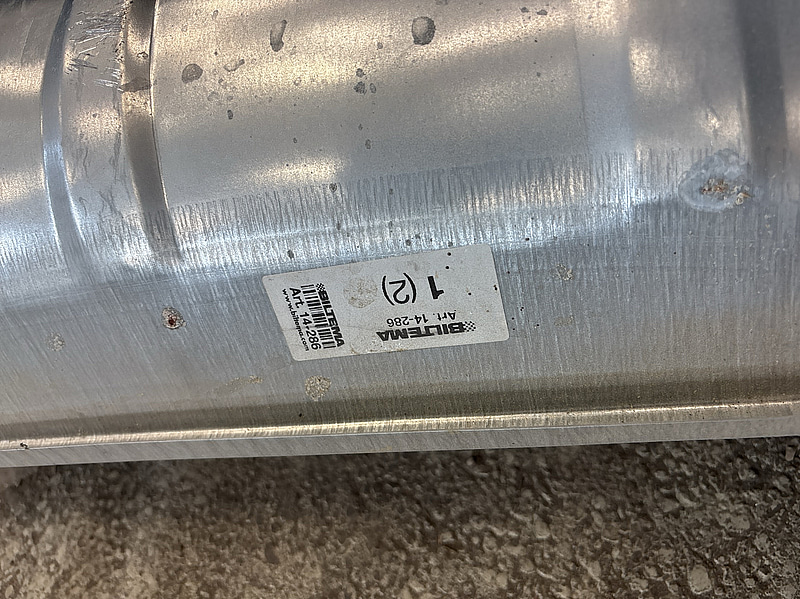 BILTEMA
Art. 14-286
1 (2)
BILTEMA
Art. 14-286
www.biltema.com